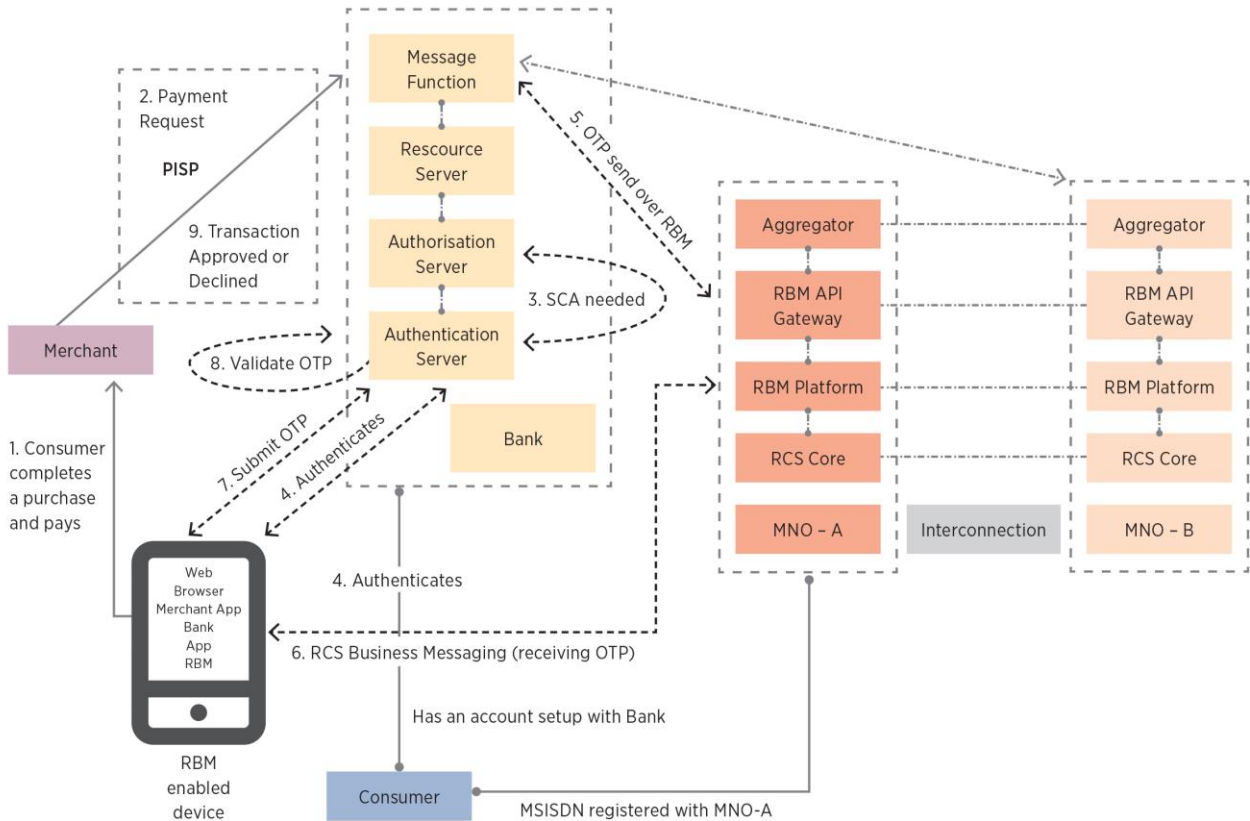 2. Payment
Request
PISP
9. Transaction
Approved or
Declined
Merchant
1. Consumer
completes
a purchase
and pays
Message
Function
Rescource
Server
Authorisation
Server
Authentication
Server
Bank
3. SCA needed
8. Validate OTP
7. Submit OTP
4. Authenticates
5. OTP send over RBM
Aggregator
RBM API
Gateway
RBM Platform
RCS Core
MNO – A
Interconnection
Aggregator
RBM API
Gateway
RBM Platform
RCS Core
MNO – B
Web
Browser
Merchant App
Bank
App
RBM
RBM
enabled
device
4. Authenticates
6. RCS Business Messaging (receiving OTP)
Has an account setup with Bank
Consumer
MSISDN registered with MNO-A